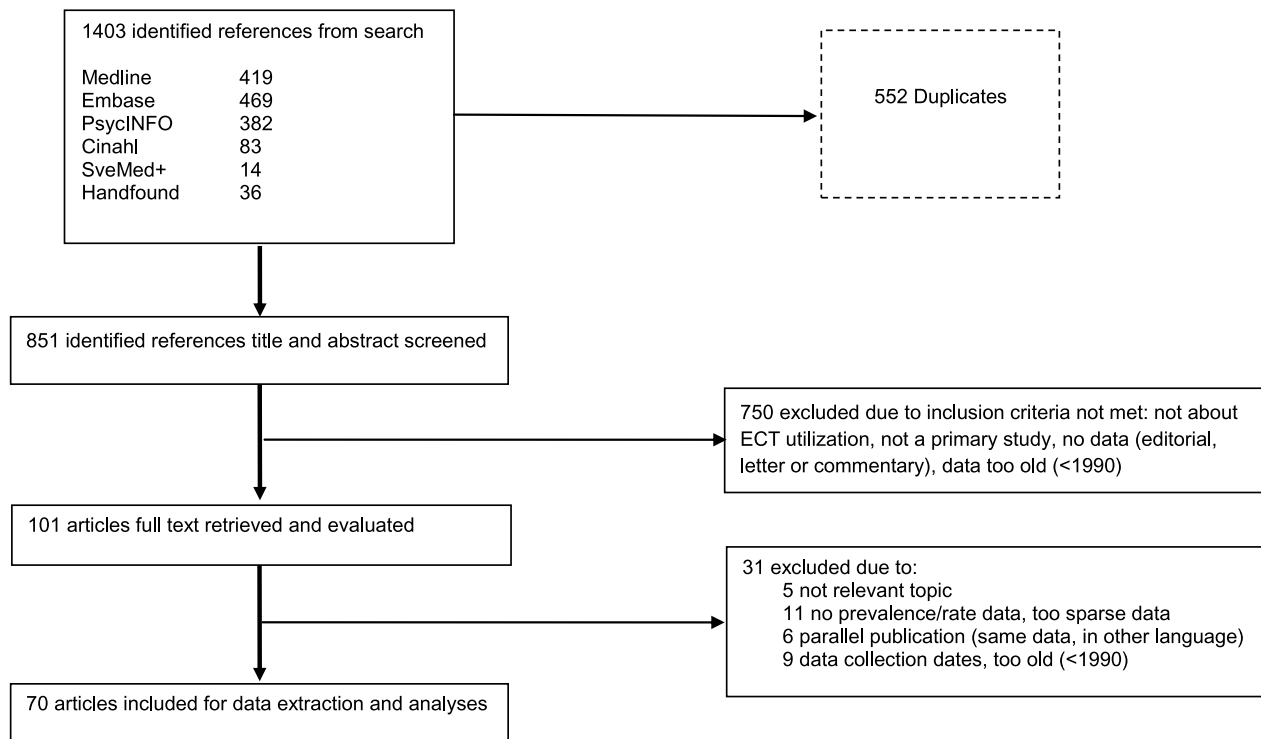 1403 identified references from search
Medline 419
Embase 469
PsycINFO 382
Cinahl 83
SveMed+ 14
Handfound 36
552 Duplicates
851 identified references title and abstract screened
750 excluded due to inclusion criteria not met: not about
ECT utilization, not a primary study, no data (editorial,
letter or commentary), data too old (<1990)
101 articles full text retrieved and evaluated
31 excluded due to:
5 not relevant topic
11 no prevalence/rate data, too sparse data
6 parallel publication (same data, in other language)
9 data collection dates, too old (<1990)
70 articles included for data extraction and analyses